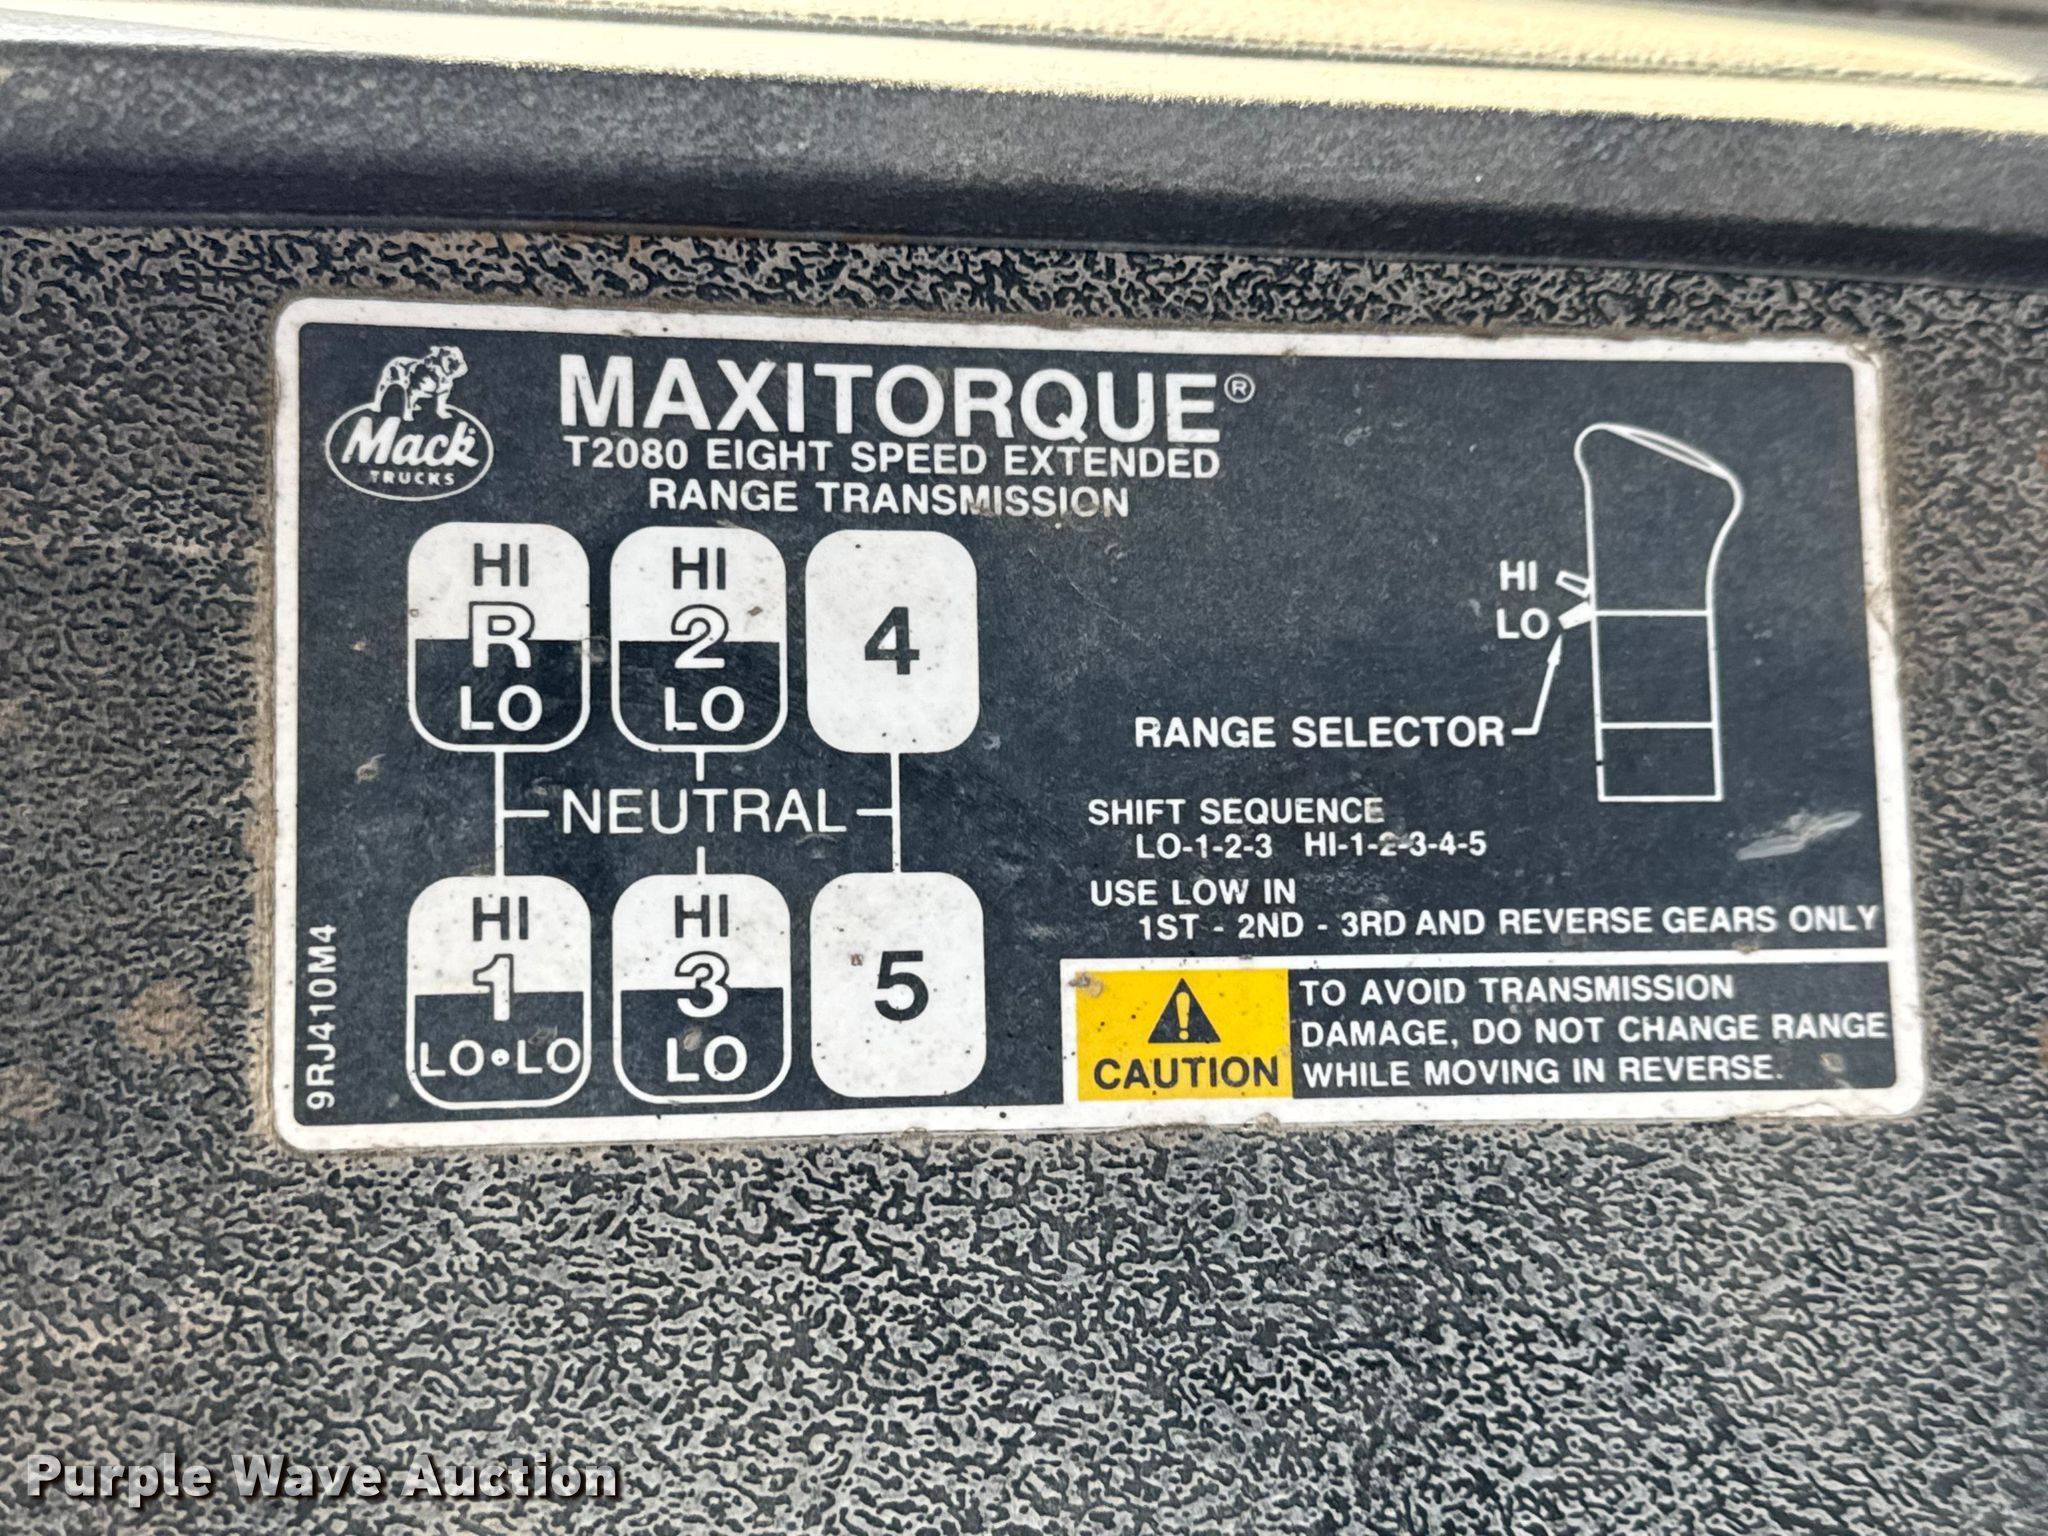 Mack
TRUCKS
MAXITORQUE®
T2080 EIGHT SPEED EXTENDED
RANGE TRANSMISSION
HI
R
LO
HI
2
LO
4
NEUTRAL
HI
1
LO•LO
HI
3
LO
5
9RJ410M4
HI
LO
RANGE SELECTOR
SHIFT SEQUENCE
LO-1-2-3 HI-1-2-3-4-5
USE LOW IN
1ST - 2ND - 3RD AND REVERSE GEARS ONLY
CAUTION
TO AVOID TRANSMISSION
DAMAGE, DO NOT CHANGE RANGE
WHILE MOVING IN REVERSE.
Purple Wave Auction